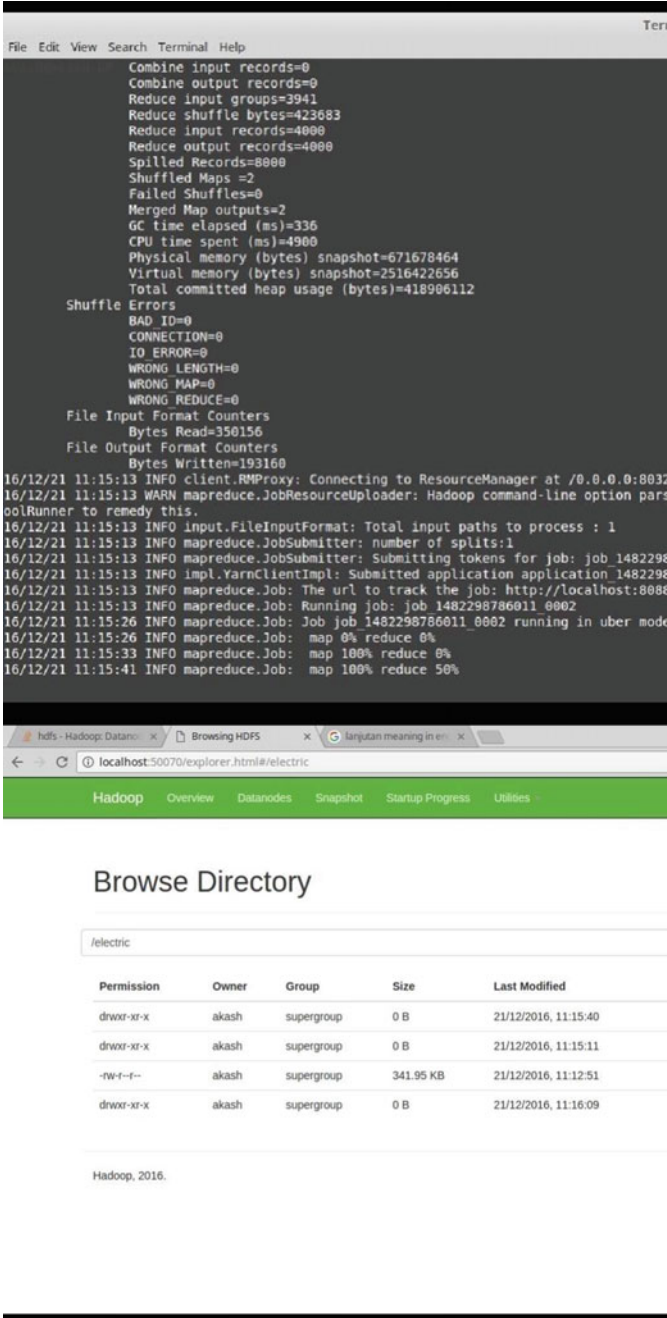 Ter
File Edit View Search Terminal Help
Combine input records=0
Combine output records=0
Reduce input groups=3941
Reduce shuffle bytes=423683
Reduce input records=4000
Reduce output records=4000
Spilled Records=8000
Shuffled Maps =2
Failed Shuffles=0
Merged Map outputs=2
GC time elapsed (ms)=336
CPU time spent (ms)=4900
Physical memory (bytes) snapshot=671678464
Virtual memory (bytes) snapshot=2516422656
Total committed heap usage (bytes)=418906112
Shuffle Errors
BAD_ID=0
CONNECTION=0
IO_ERROR=0
WRONG_LENGTH=0
WRONG_MAP=0
WRONG_REDUCE=0
File Input Format Counters
Bytes Read=350156
File Output Format Counters
Bytes Written=193160
16/12/21 11:15:13 INFO client.RMProxy: Connecting to ResourceManager at /0.0.0.0:8032
16/12/21 11:15:13 WARN mapreduce.JobResourceUploader: Hadoop command-line option pars
oolRunner to remedy this.
16/12/21 11:15:13 INFO input.FileInputFormat: Total input paths to process : 1
16/12/21 11:15:13 INFO mapreduce.JobSubmitter: number of splits:1
16/12/21 11:15:13 INFO mapreduce.JobSubmitter: Submitting tokens for job: job_1482298
16/12/21 11:15:13 INFO impl.YarnClientImpl: Submitted application application_1482298
16/12/21 11:15:13 INFO mapreduce.Job: The url to track the job: http://localhost:8088
16/12/21 11:15:13 INFO mapreduce.Job: Running job: job_1482298786011_0002
16/12/21 11:15:26 INFO mapreduce.Job: Job job_1482298786011_0002 running in uber mode
16/12/21 11:15:26 INFO mapreduce.Job: map 0% reduce 0%
16/12/21 11:15:33 INFO mapreduce.Job: map 100% reduce 0%
16/12/21 11:15:41 INFO mapreduce.Job: map 100% reduce 50%
hdfs - Hadoop: Datano Browsing HDFS lanjutan meaning in en
localhost:50070/explorer.html#/electric
Hadoop Overview Datanodes Snapshot Startup Progress Utilities
Browse Directory
/electric
Permission Owner Group Size Last Modified
drwxr-xr-x akash supergroup 0 B 21/12/2016, 11:15:40
drwxr-xr-x akash supergroup 0 B 21/12/2016, 11:15:11
-rw-r--r-- akash supergroup 341.95 KB 21/12/2016, 11:12:51
drwxr-xr-x akash supergroup 0 B 21/12/2016, 11:16:09
Hadoop, 2016.